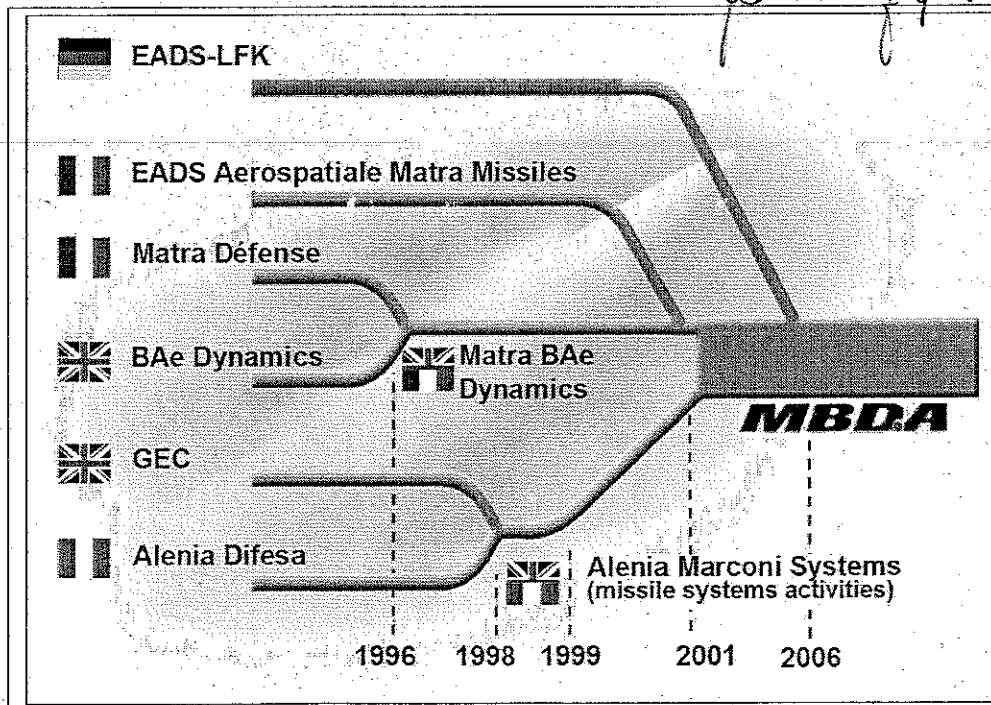 EADS-LFK
EADS Aerospatiale Matra Missiles
Matra Défense
BAe Dynamics
Matra BAe
Dynamics
MBDA
GEC
Alenia Difesa
Alenia Marconi Systems
(missile systems activities)
1996 1998 1999 2001 2006